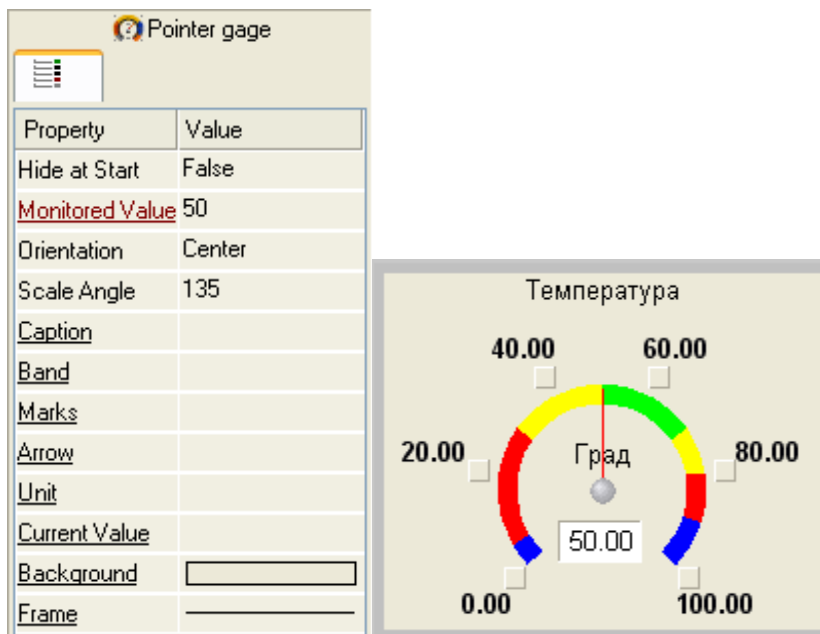 Pointer gage
Property Value
Hide at Start False
Monitored Value 50
Orientation Center
Scale Angle 135
Caption
Band
Marks
Arrow
Unit
Current Value
Background
Frame
Температура
40.00 60.00
20.00 Град 80.00
50.00
0.00 100.00